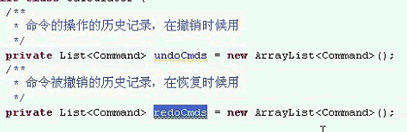 /**
* 命令的操作的历史记录，在撤销时候用
*/
private List<Command> undoCmds = new ArrayList<Command>();
/**
* 命令被撤销的历史记录，在恢复时候用
*/
private List<Command> redoCmds = new ArrayList<Command>();